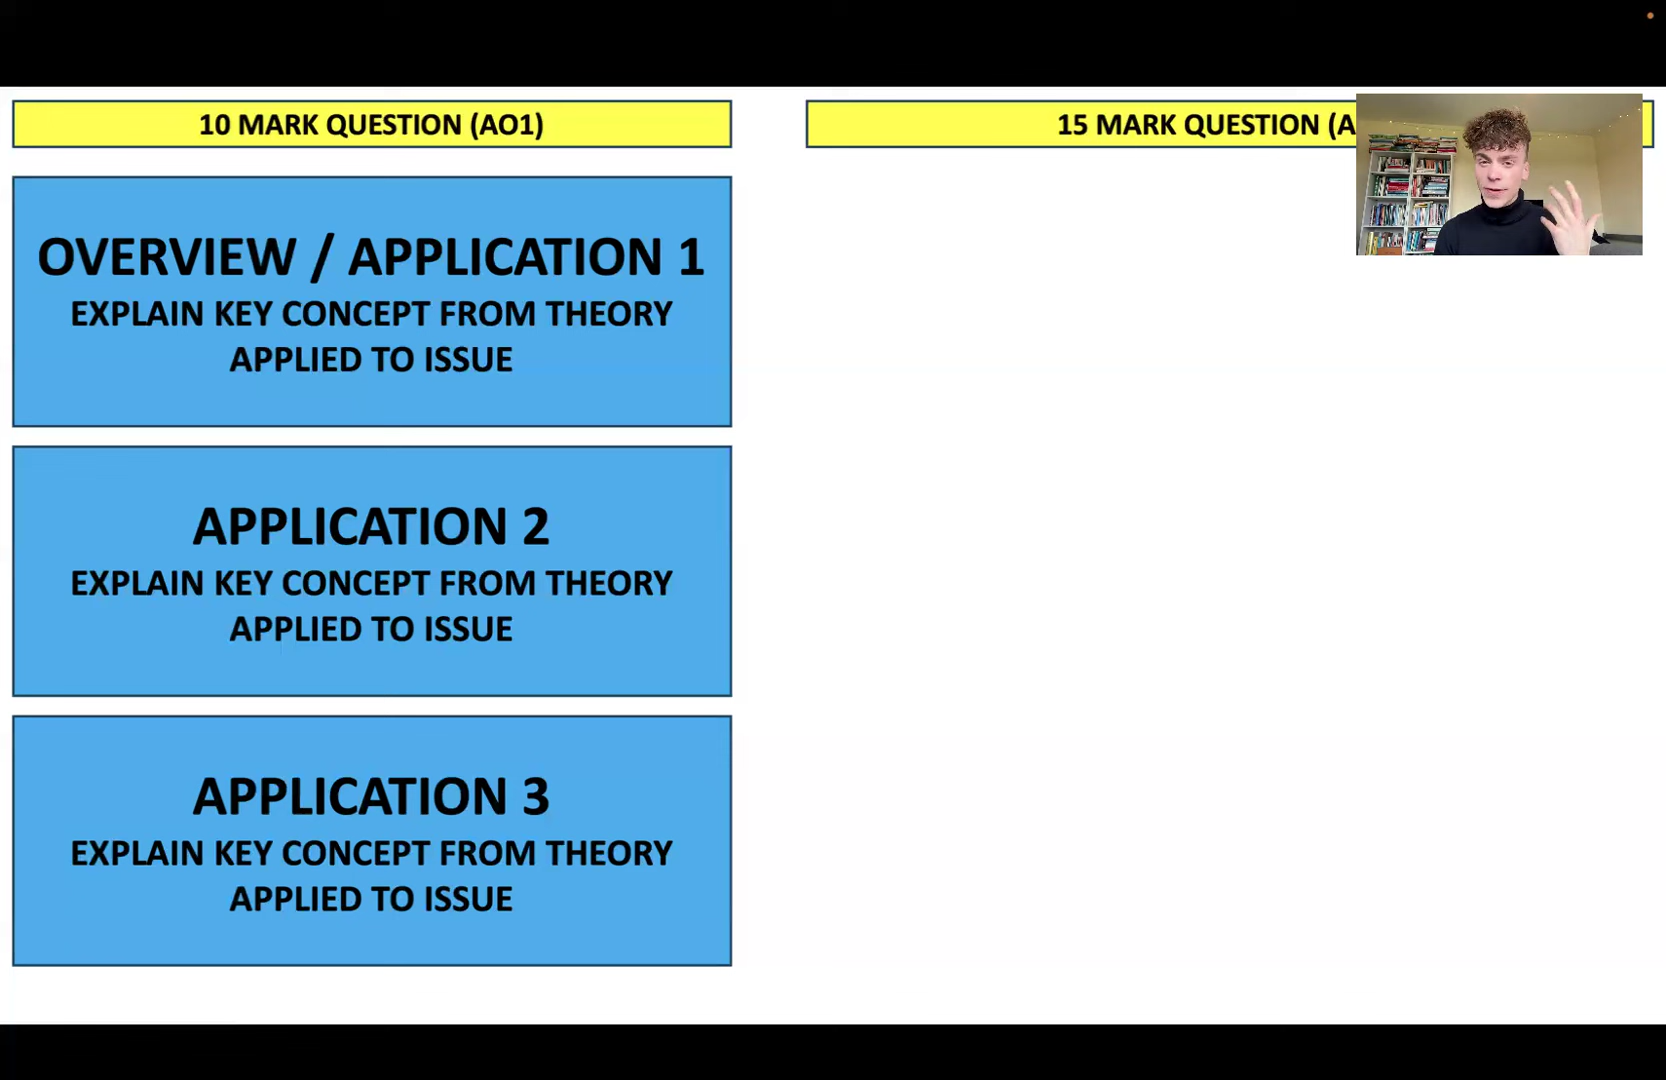 10 MARK QUESTION (AO1)
OVERVIEW / APPLICATION 1
EXPLAIN KEY CONCEPT FROM THEORY
APPLIED TO ISSUE
APPLICATION 2
EXPLAIN KEY CONCEPT FROM THEORY
APPLIED TO ISSUE
APPLICATION 3
EXPLAIN KEY CONCEPT FROM THEORY
APPLIED TO ISSUE
15 MARK QUESTION (A